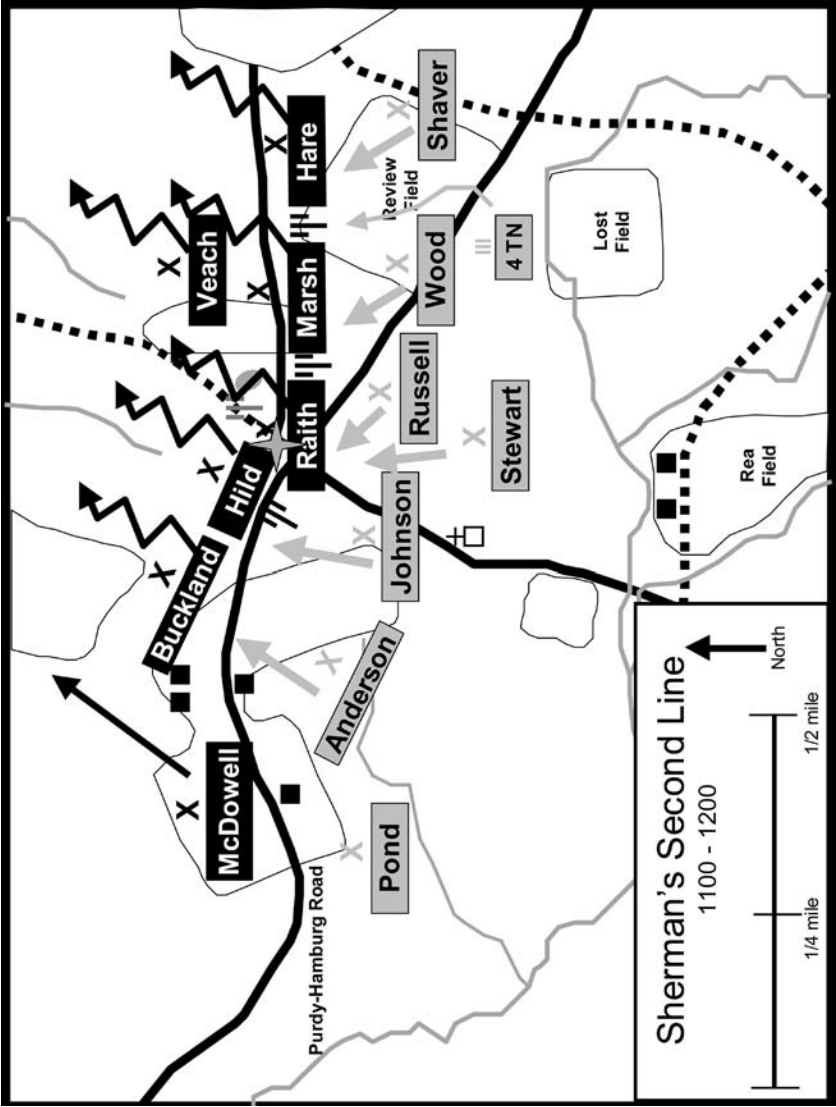 McDowell
Buckland
Hild
Veach
Raith
Marsh
Hare
Purdy-Hamburg Road
Anderson
Pond
Johnson
Russell
Wood
Shaver
Review
Field
Stewart
4 TN
Lost
Field
Rea
Field
Sherman's Second Line
1100 - 1200
North
1/4 mile
1/2 mile